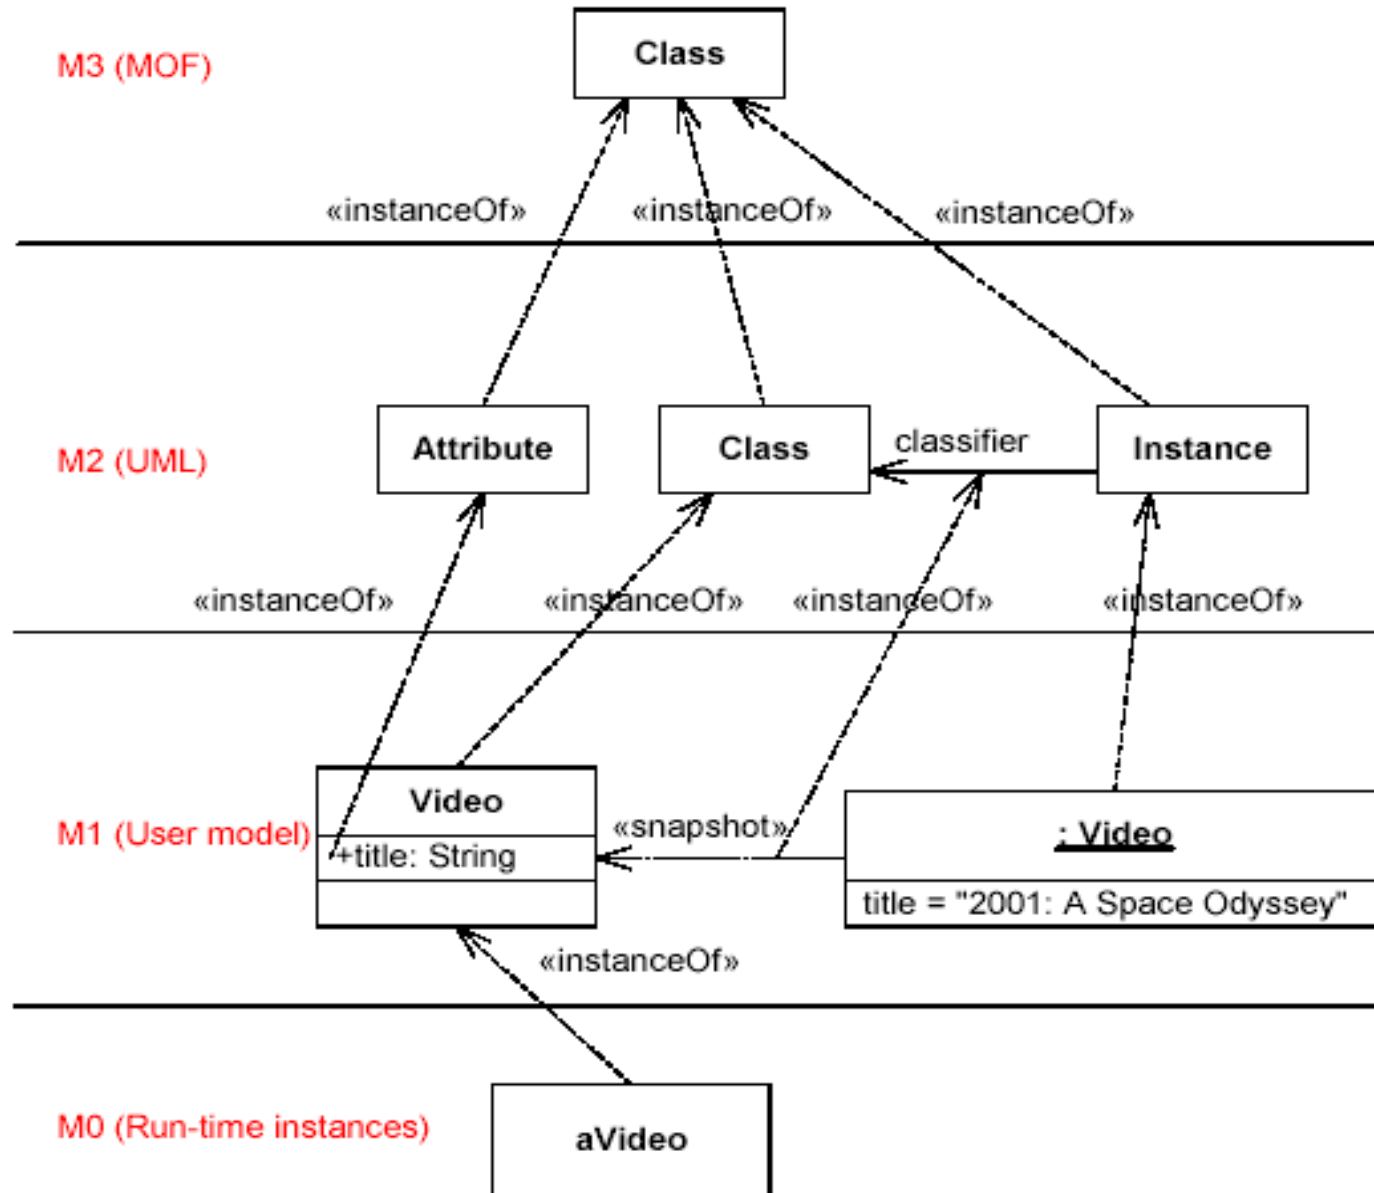 Class
M3 (MOF)
«instanceOf» «instanceOf» «instanceOf»
Attribute Class classifier Instance
M2 (UML)
«instanceOf» «instanceOf» «instanceOf» «instanceOf»
Video
M1 (User model) «snapshot» : Video
+title: String
title = "2001: A Space Odyssey"
«instanceOf»
M0 (Run-time instances) aVideo